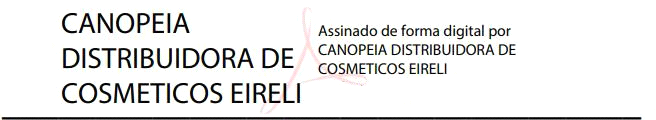 CANOPEIA
DISTRIBUIDORA DE
COSMETICOS EIRELI
Assinado de forma digital por
CANOPEIA DISTRIBUIDORA DE
COSMETICOS EIRELI